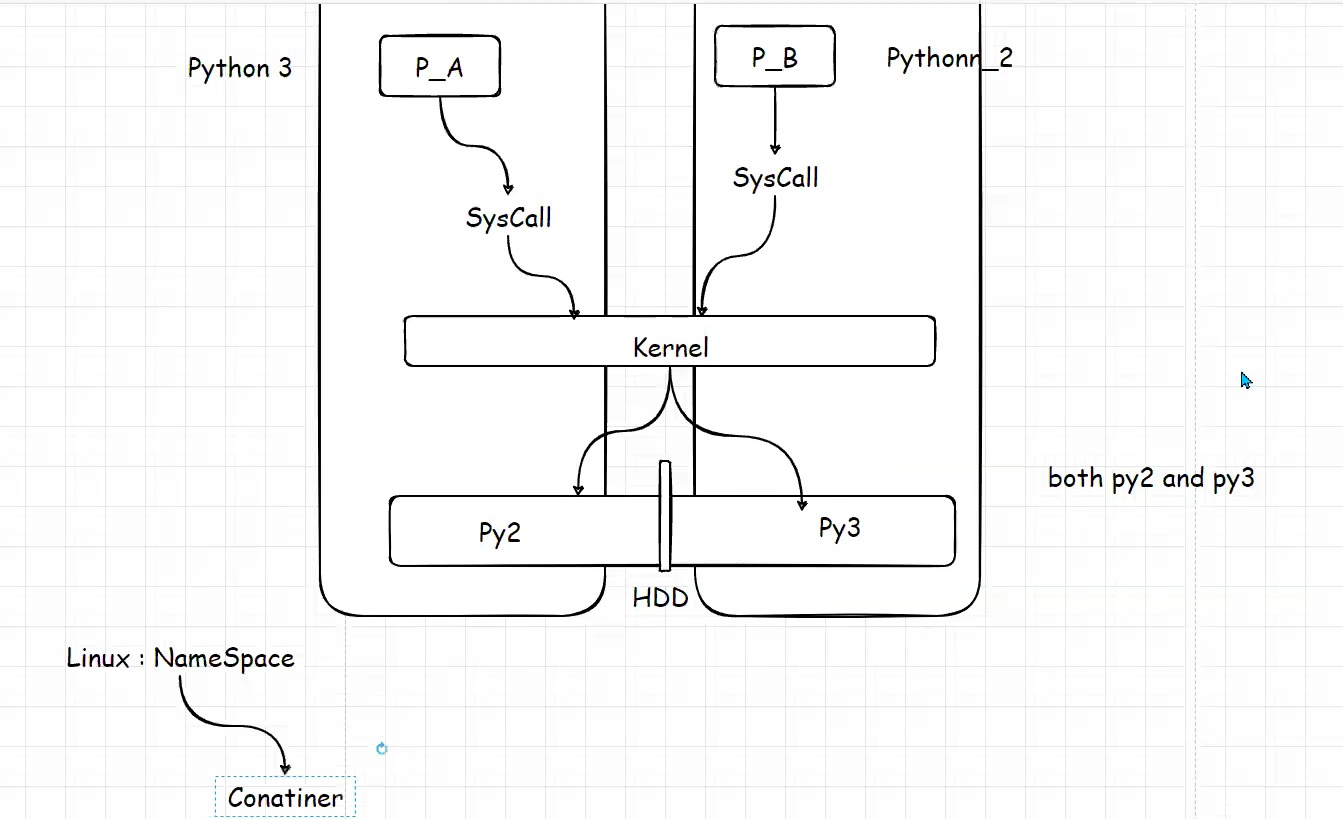 Python 3
P_A
P_B
Pythonn_2
SysCall
SysCall
Kernel
both py2 and py3
Py2
Py3
HDD
Linux : NameSpace
Conatiner